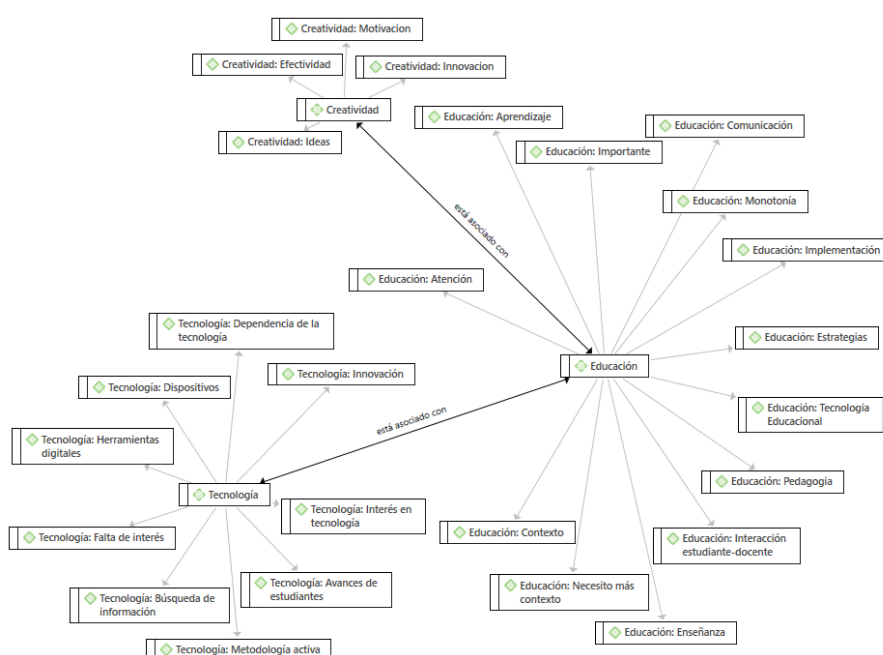 Creatividad: Motivacion
Creatividad: Efectividad
Creatividad: Innovacion
Creatividad
Creatividad: Ideas
Educación: Aprendizaje
Educación: Comunicación
Educación: Importante
Educación: Monotonía
está asociado con
Educación: Implementación
Educación: Atención
Educación: Estrategias
Educación
Educación: Tecnologia
Educacional
Educación: Pedagogia
Educación: Interacción
estudiante-docente
Educación: Contexto
Educación: Necesito más
contexto
Educación: Enseñanza
está asociado con
Tecnología: Dependencia de la
tecnología
Tecnología: Innovación
Tecnología: Dispositivos
Tecnología: Herramientas
digitales
Tecnología
Tecnología: Interés en
tecnología
Tecnología: Falta de interés
Tecnología: Avances de
estudiantes
Tecnología: Búsqueda de
información
Tecnología: Metodología activa